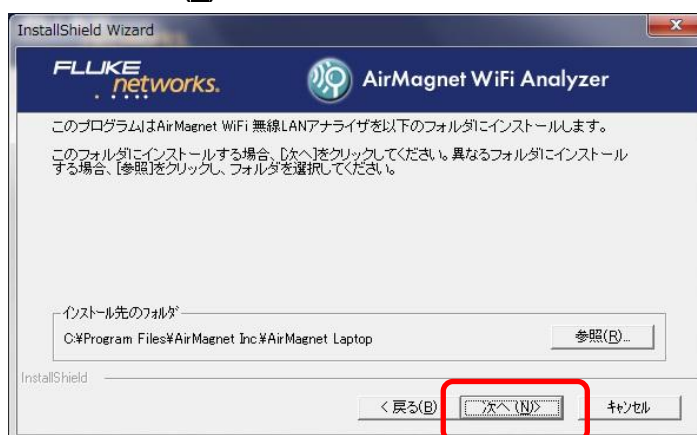 InstallShield Wizard
FLUKE networks.
AirMagnet WiFi Analyzer
このプログラムはAirMagnet WiFi 無線LANアナライザを以下のフォルダにインストールします。
このフォルダにインストールする場合、[次へ]をクリックしてください。異なるフォルダにインストール
する場合、[参照]をクリックし、フォルダを選択してください。
インストール先のフォルダ
C:¥Program Files¥AirMagnet Inc.¥AirMagnet Laptop
参照(R)...
InstallShield
< 戻る(B)
次へ(N)>
キャンセル